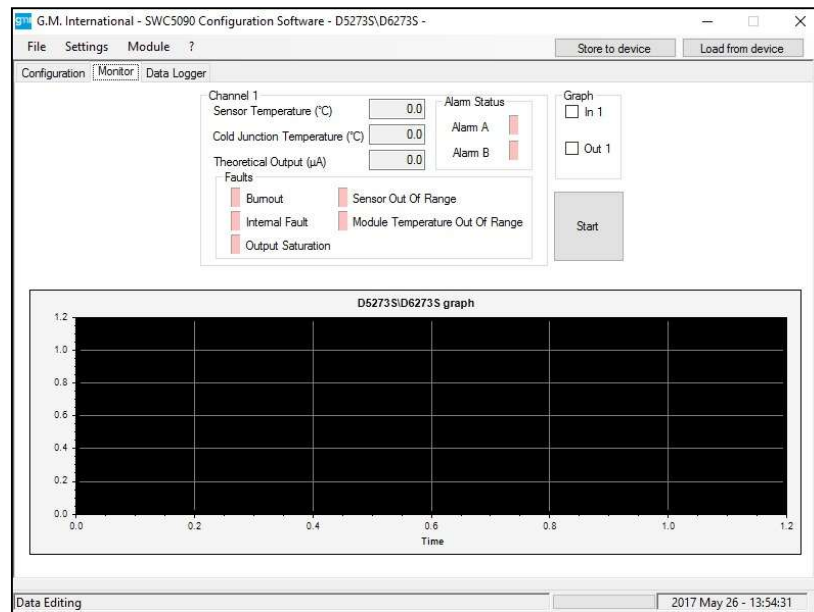 gmi G.M. International - SWC5090 Configuration Software - D5273S\D6273S -
File Settings Module ? Store to device Load from device
Configuration Monitor Data Logger
Channel 1
Sensor Temperature (°C) 0.0
Cold Junction Temperature (°C) 0.0
Theoretical Output (µA) 0.0
Alarm Status
Alarm A
Alarm B
Faults
Burnout Sensor Out Of Range
Internal Fault Module Temperature Out Of Range
Output Saturation
Graph
In 1
Out 1
Start
D5273S\D6273S graph
1.2
1.0
0.8
0.6
0.4
0.2
0.0
0.0 0.2 0.4 0.6 0.8 1.0 1.2
Time
Data Editing 2017 May 26 - 13:54:31